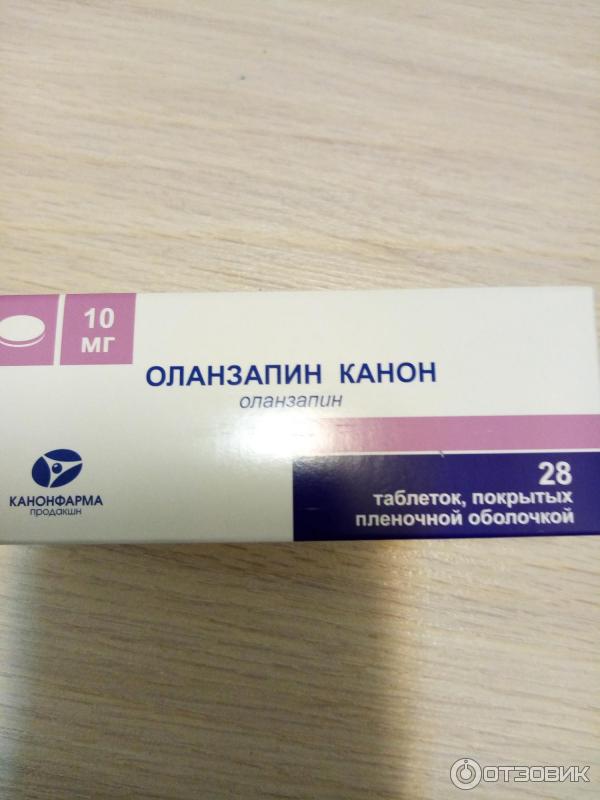 10
мг
ОЛАНЗАПИН КАНОН
оланзапин
КАНОНФАРМА
продакшн
28
таблеток, покрытых
пленочной оболочкой
ОТЗОВИК